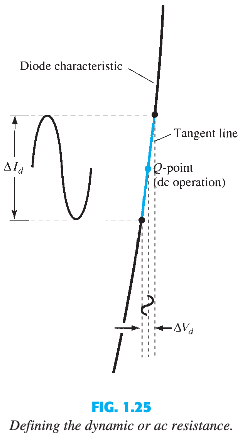 Diode characteristic
Tangent line
ΔI_d
Q-point
(dc operation)
ΔV_d
FIG. 1.25
Defining the dynamic or ac resistance.